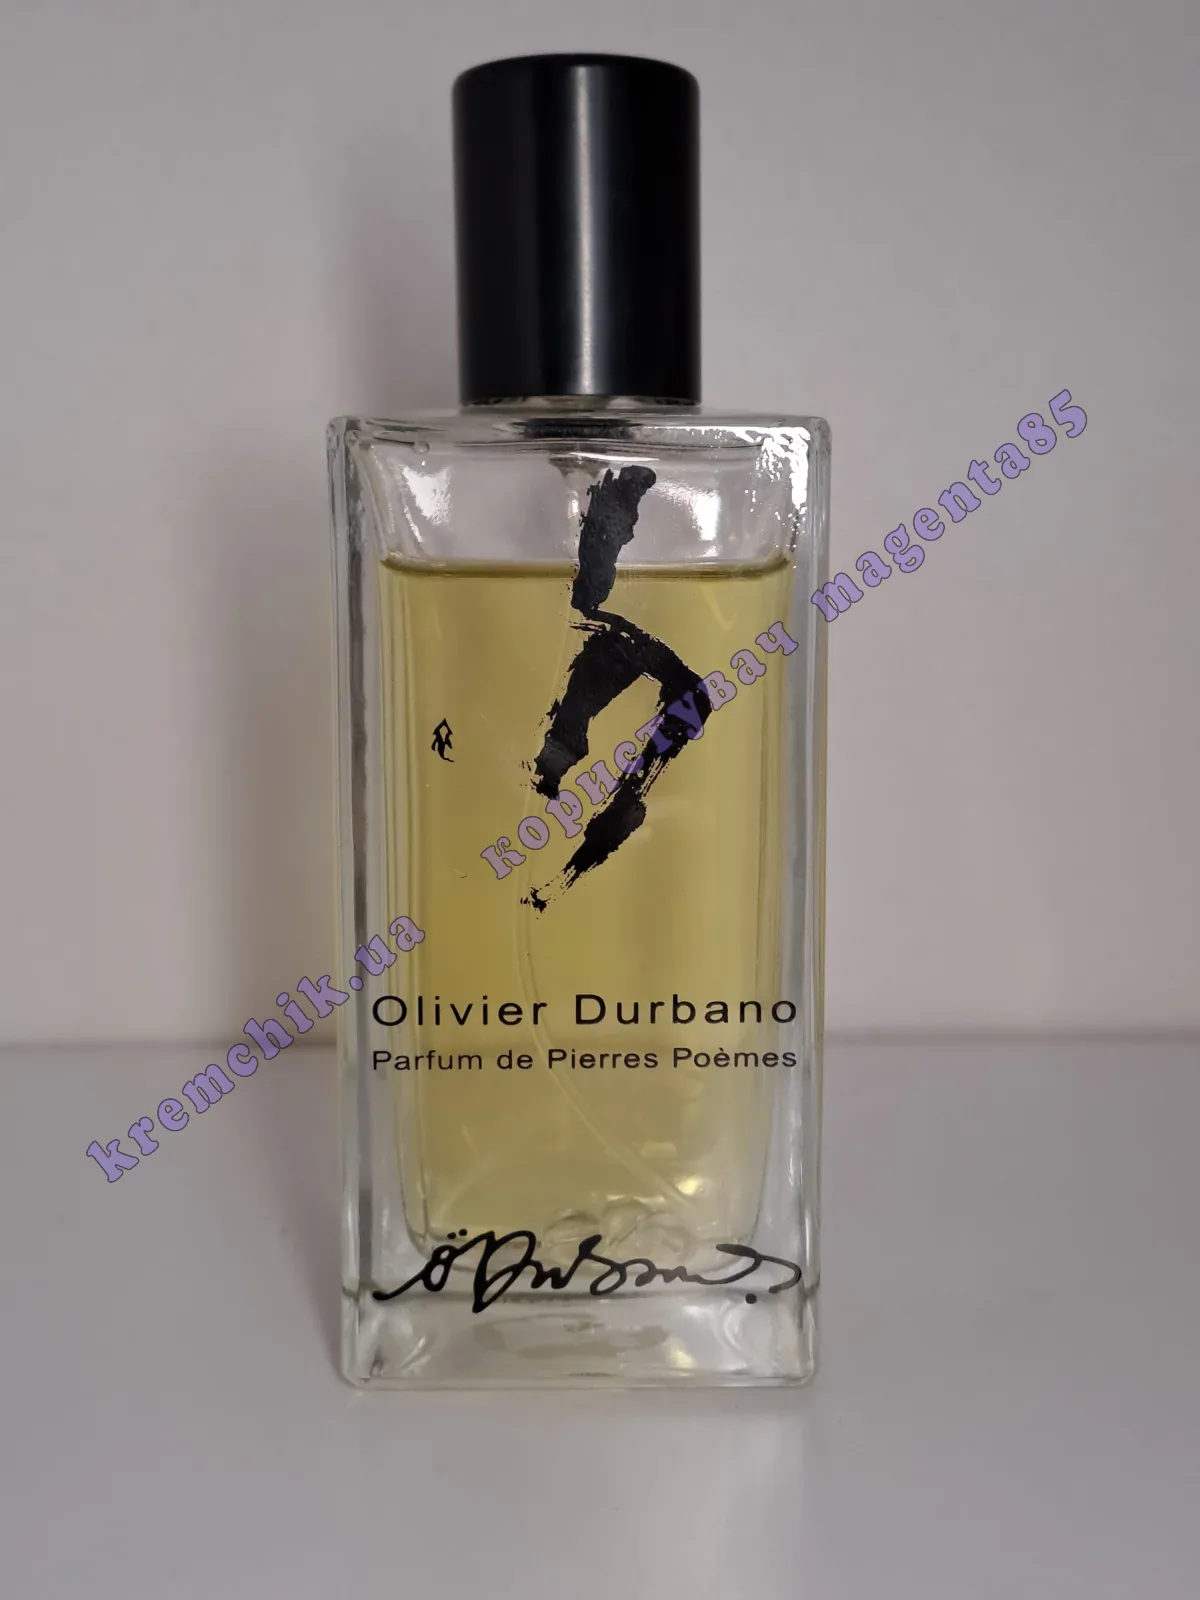 Olivier Durbano
Parfum de Pierres Poèmes
kremchik.ua користувач magenta85